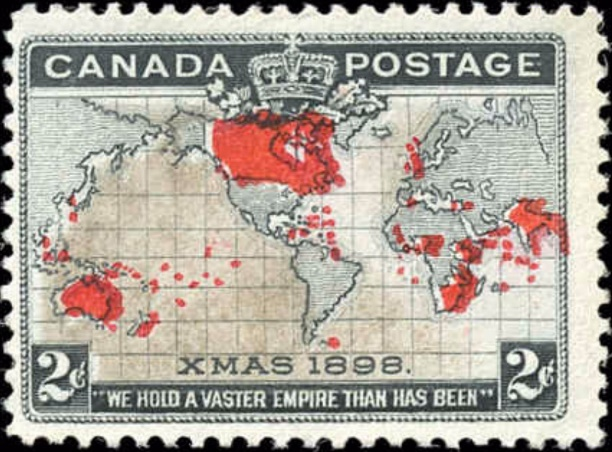 CANADA POSTAGE
XMAS 1898.
2¢ 2¢
"WE HOLD A VASTER EMPIRE THAN HAS BEEN"